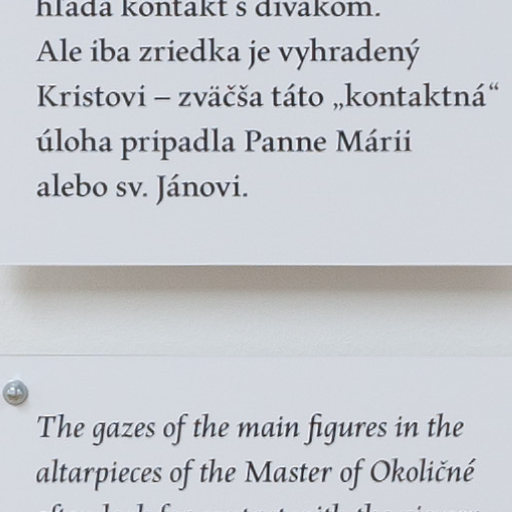 hľadá kontakt s divákom.
Ale iba zriedka je vyhradený
Kristovi – zväčša táto „kontaktná“
úloha pripadla Panne Márii
alebo sv. Jánovi.
The gazes of the main figures in the
altarpieces of the Master of Okoličné